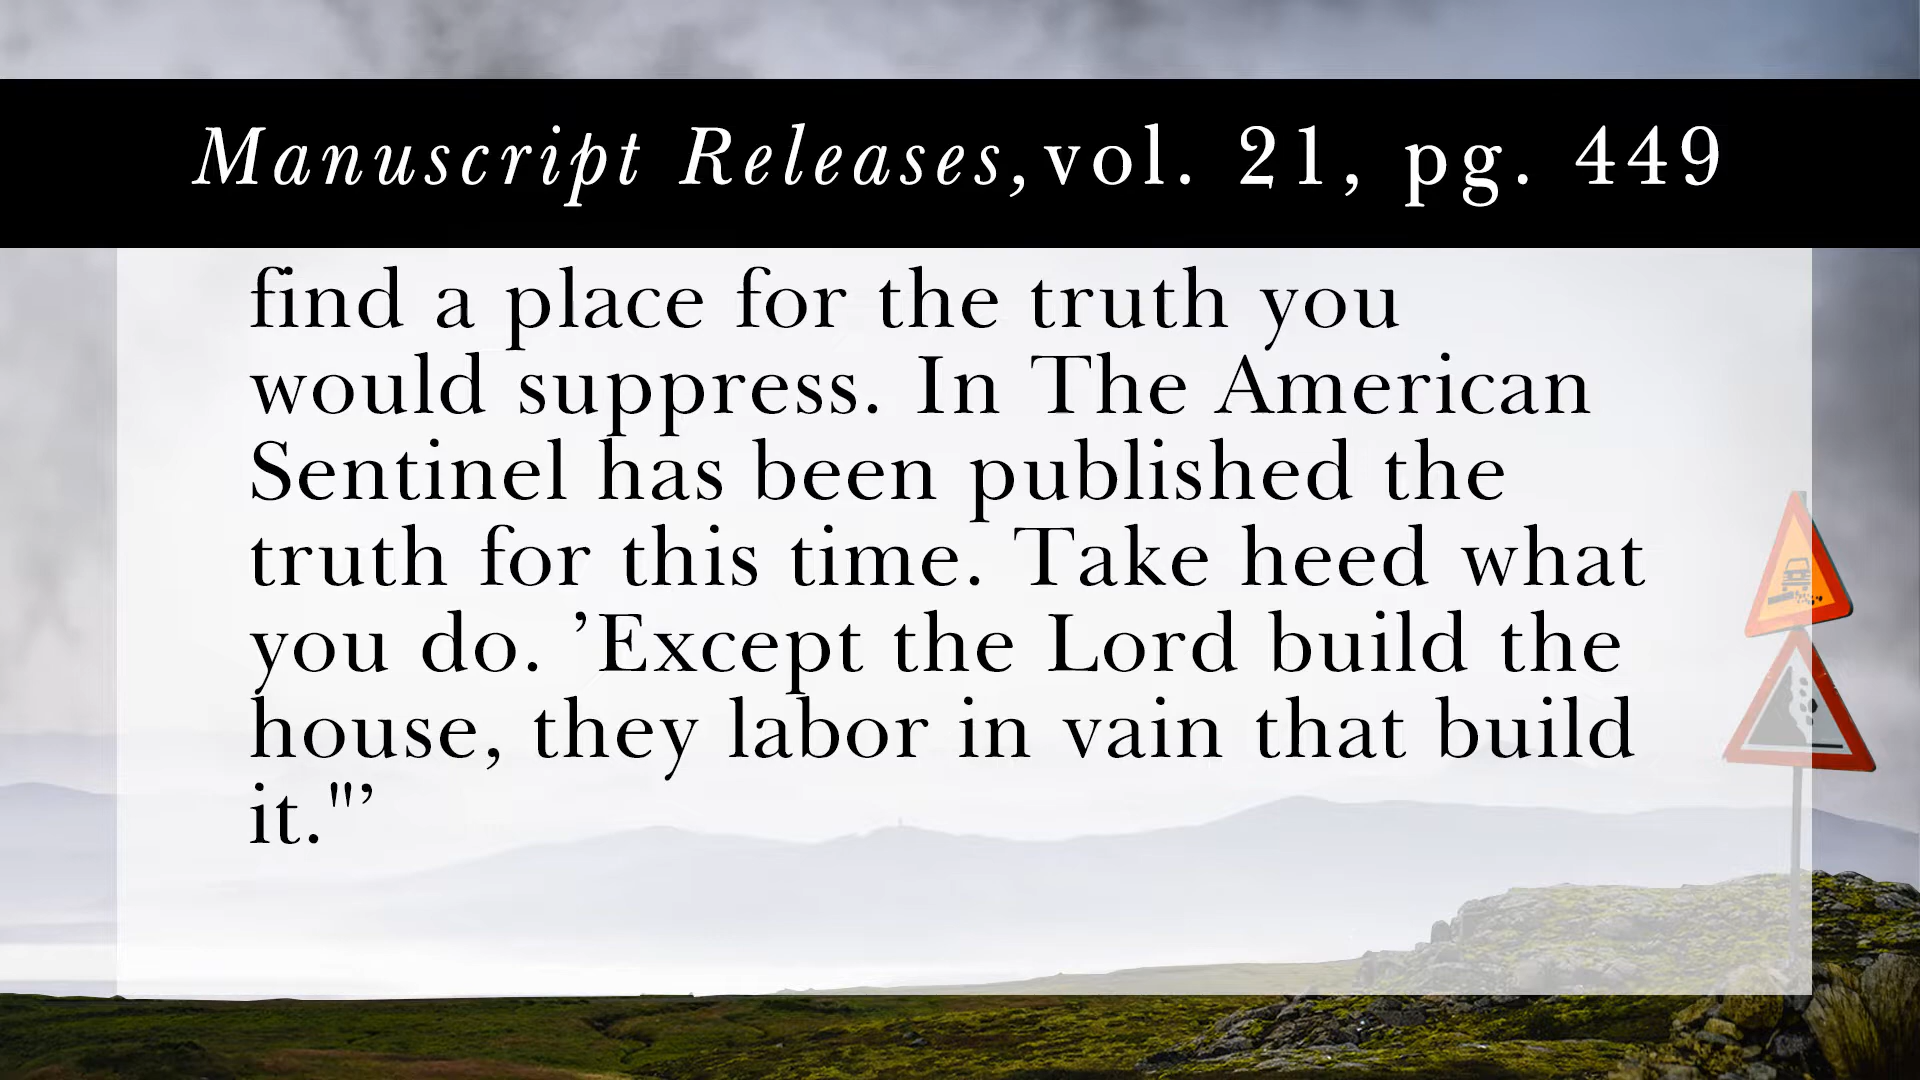 Manuscript Releases, vol. 21, pg. 449
find a place for the truth you
would suppress. In The American
Sentinel has been published the
truth for this time. Take heed what
you do. ’Except the Lord build the
house, they labor in vain that build
it."’